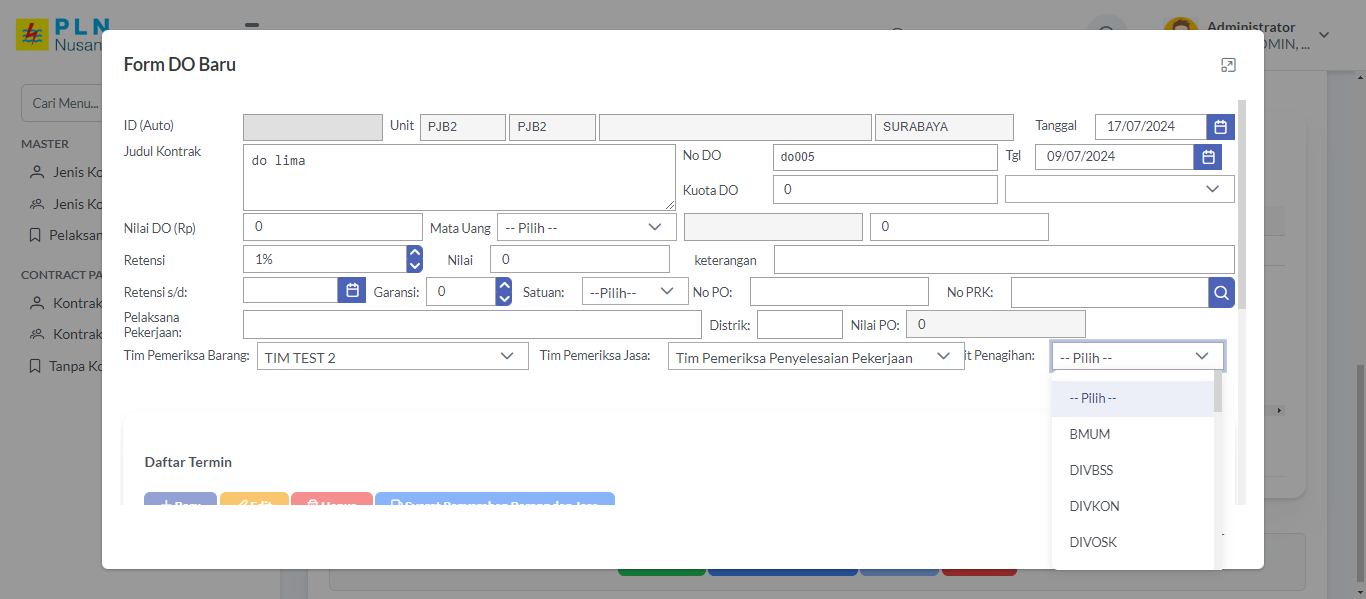 PLN
Nusan
Administrator
DMIN, ...
Form DO Baru
Cari Menu...
MASTER
Jenis Ko
Jenis Ko
Pelaksan
CONTRACT PA
Kontrak
Kontrak
Tanpa Ko
ID (Auto) Unit PJB2 PJB2 SURABAYA Tanggal 17/07/2024
Judul Kontrak do lima No DO do005 Tgl 09/07/2024
Kuota DO 0
Nilai DO (Rp) 0 Mata Uang -- Pilih -- 0
Retensi 1% Nilai 0 keterangan
Retensi s/d: Garansi: 0 Satuan: --Pilih-- No PO: No PRK:
Pelaksana
Pekerjaan: Distrik: Nilai PO: 0
Tim Pemeriksa Barang: TIM TEST 2 Tim Pemeriksa Jasa: Tim Pemeriksa Penyelesaian Pekerjaan it Penagihan: -- Pilih --
-- Pilih --
BMUM
DIVBSS
DIVKON
DIVOSK
Daftar Termin